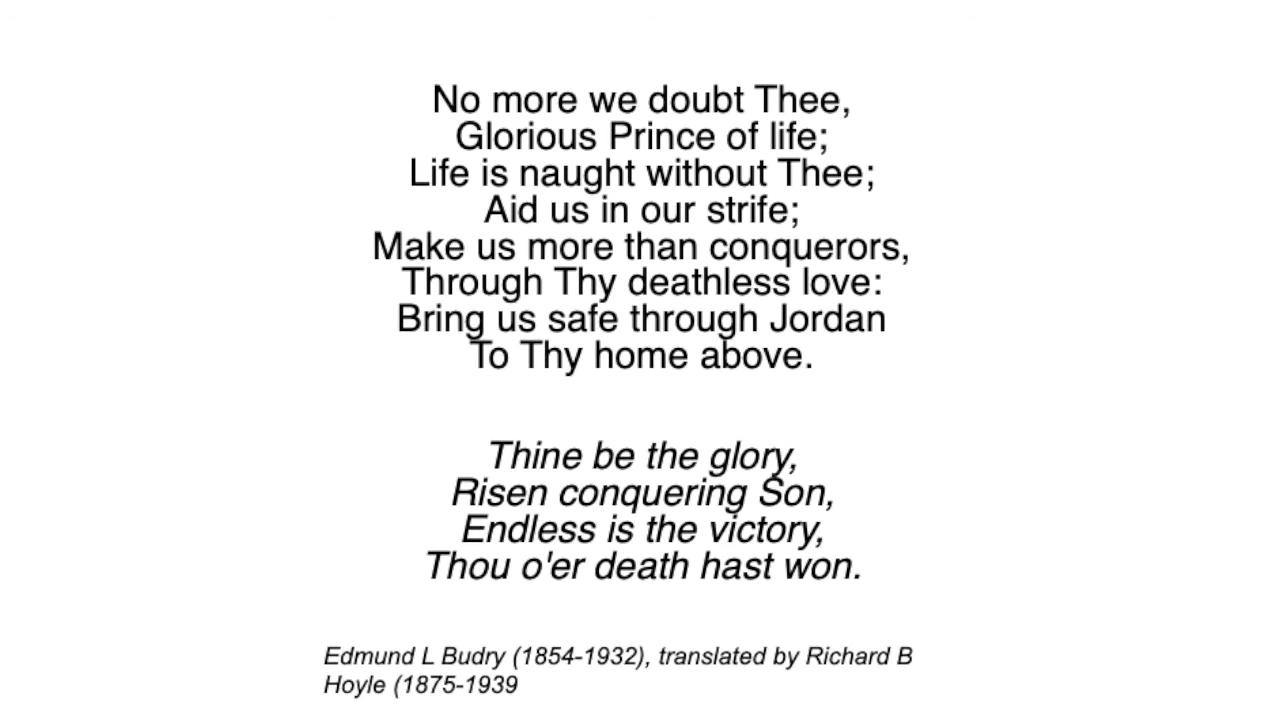 No more we doubt Thee,
Glorious Prince of life;
Life is naught without Thee;
Aid us in our strife;
Make us more than conquerors,
Through Thy deathless love:
Bring us safe through Jordan
To Thy home above.
Thine be the glory,
Risen conquering Son,
Endless is the victory,
Thou o'er death hast won.
Edmund L Budry (1854-1932), translated by Richard B
Hoyle (1875-1939